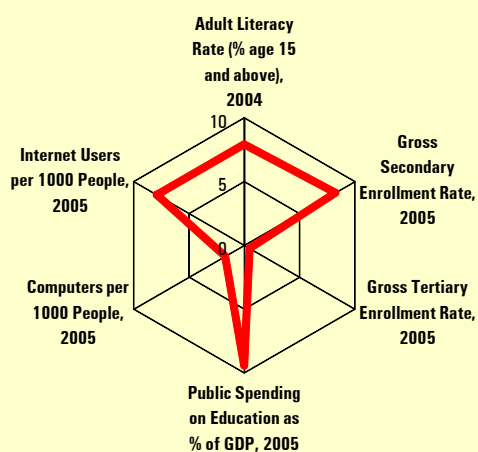 Adult Literacy
Rate (% age 15
and above),
2004
10
5
0
Gross
Secondary
Enrollment Rate,
2005
Gross Tertiary
Enrollment Rate,
2005
Public Spending
on Education as
% of GDP, 2005
Computers per
1000 People,
2005
Internet Users
per 1000 People,
2005